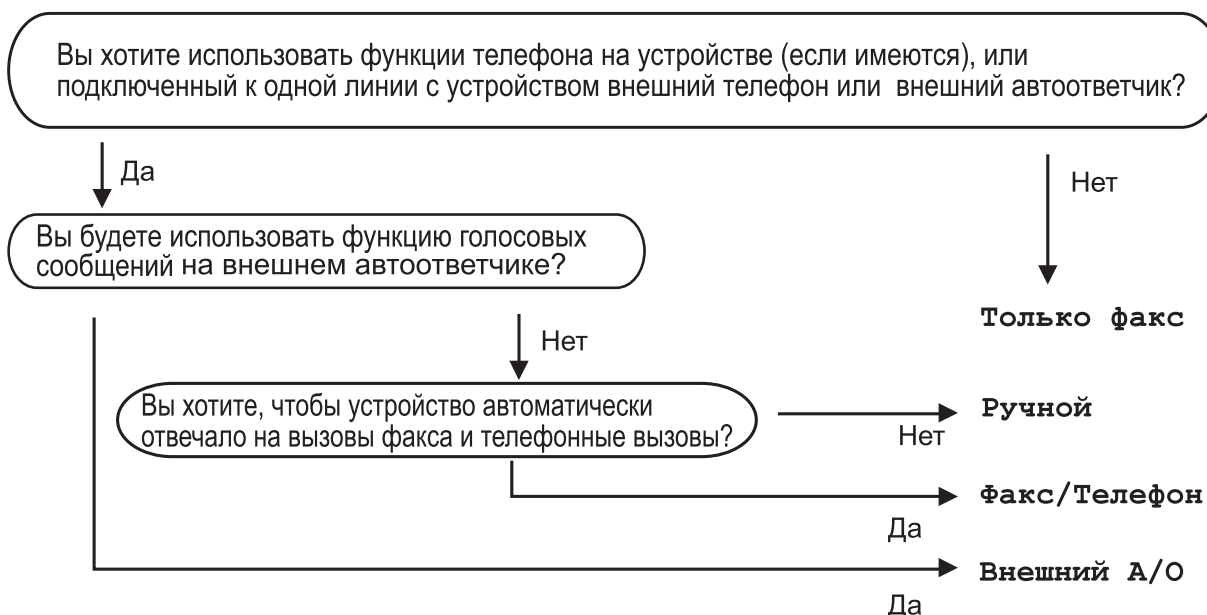 Вы хотите использовать функции телефона на устройстве (если имеются), или
подключенный к одной линии с устройством внешний телефон или внешний автоответчик?
Да
Нет
Вы будете использовать функцию голосовых
сообщений на внешнем автоответчике?
Только факс
Нет
Вы хотите, чтобы устройство автоматически
отвечало на вызовы факса и телефонные вызовы?
Ручной
Нет
Факс/Телефон
Да
Внешний А/О
Да